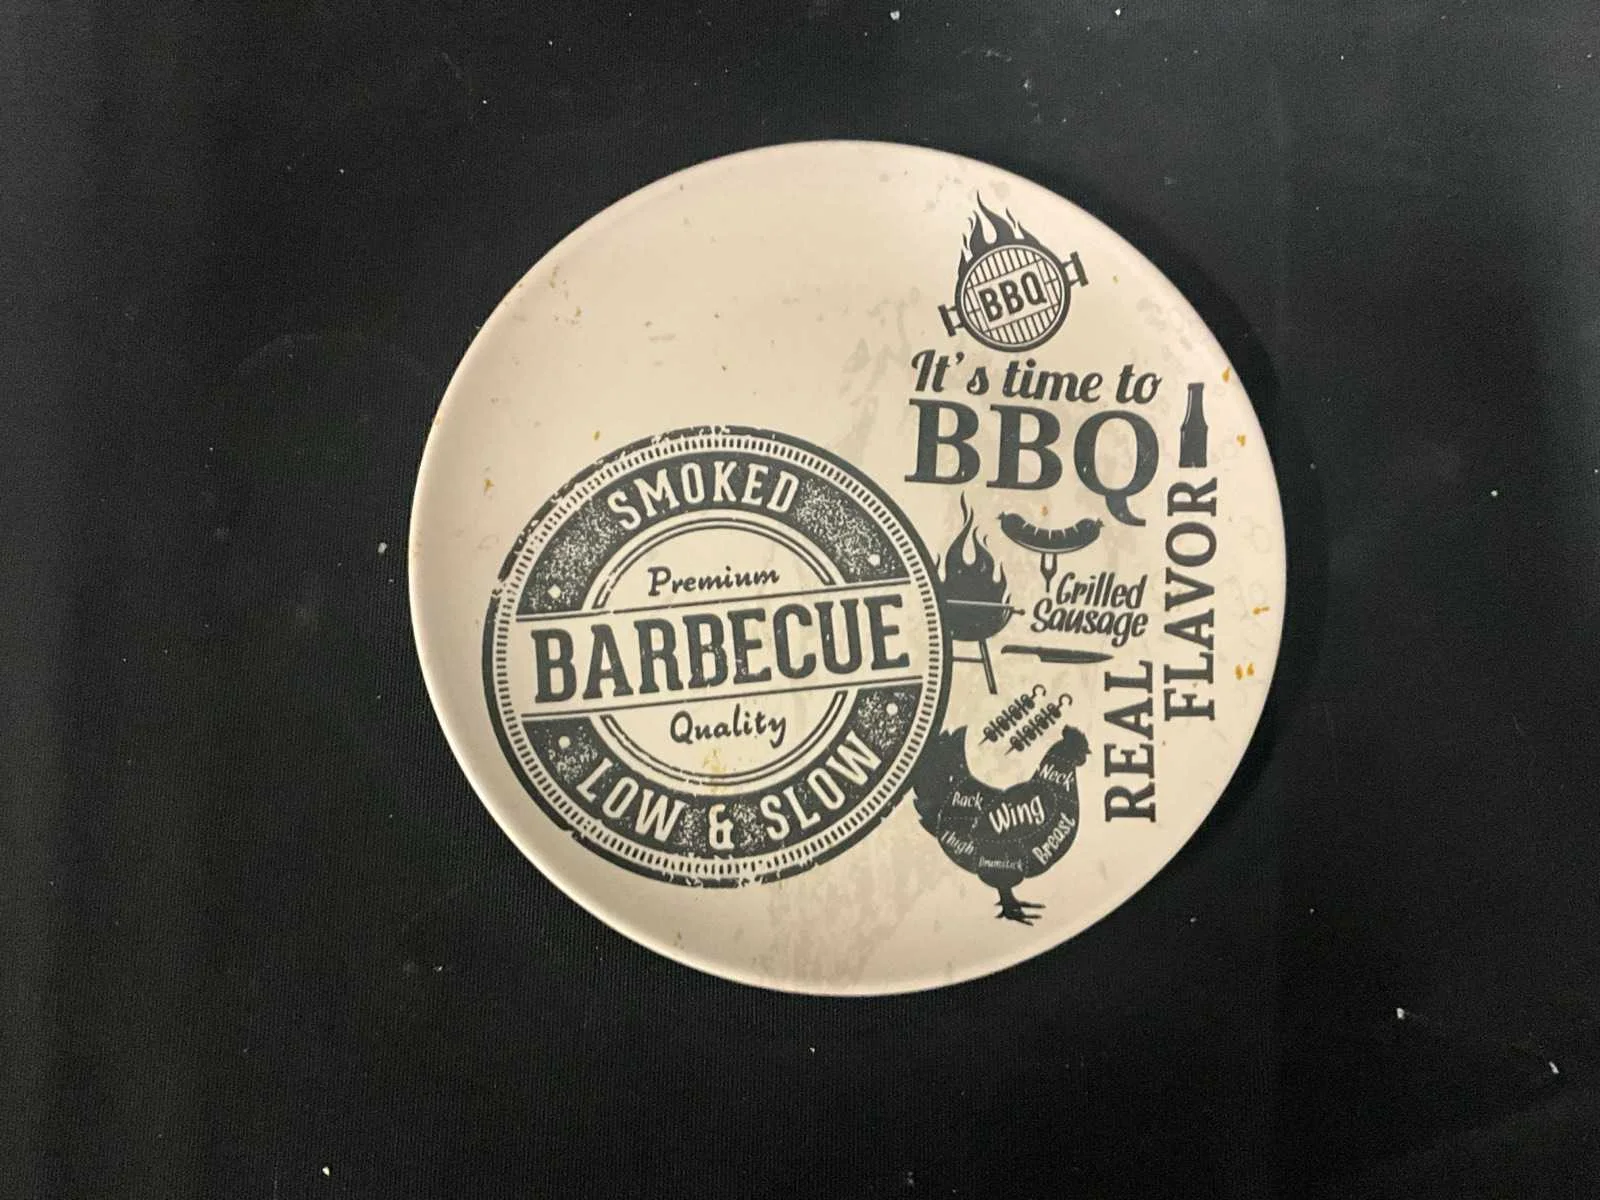 BBQ
It's time to
BBQ
SMOKED
Premium
BARBECUE
Quality
LOW & SLOW
Grilled
Sausage
REAL
FLAVOR
Neck
Back
Wing
Breast
Thigh
Drumstick